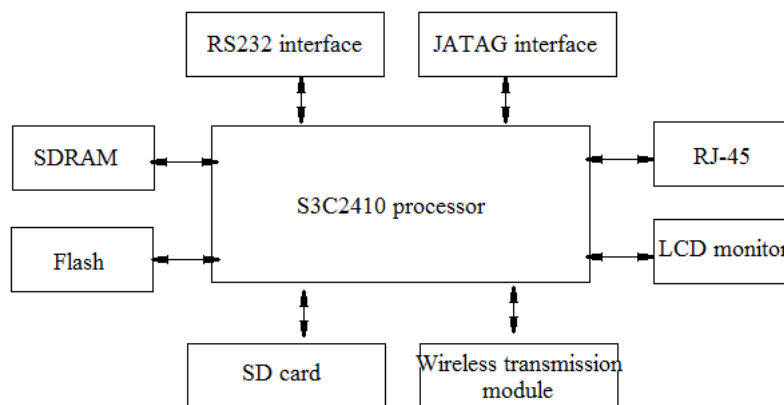 RS232 interface
JATAG interface
SDRAM
RJ-45
S3C2410 processor
Flash
LCD monitor
SD card
Wireless transmission
module